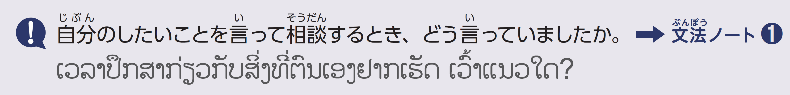 ! 自分のしたいことを言って相談するとき、どう言っていましたか。 ➡ 文法ノート 1
ເວລາປຶກສາກ່ຽວກັບສິ່ງທີ່ຕົນເອງຢາກເຮັດ ເວົ້າແນວໃດ?